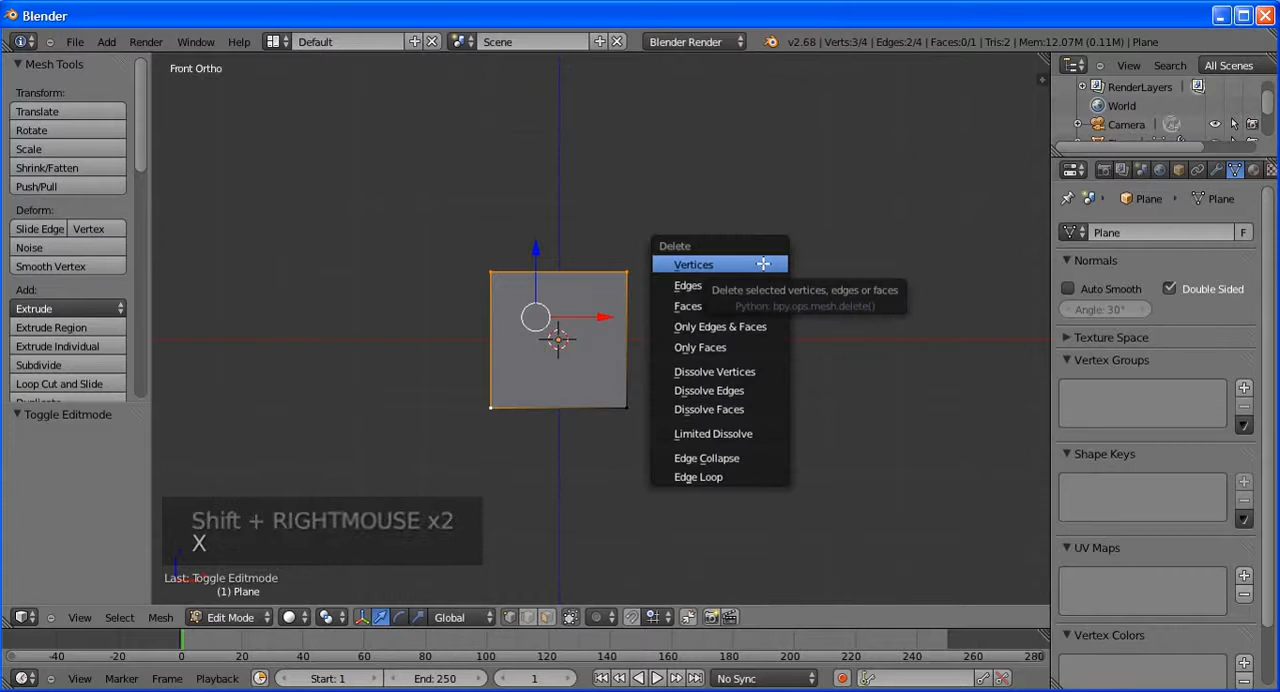 Blender
File Add Render Window Help Default Scene Blender Render v2.68 | Verts:3/4 | Edges:2/4 | Faces:0/1 | Tris:2 | Mem:12.07M (0.11M) | Plane
Mesh Tools
Transform:
Translate
Rotate
Scale
Shrink/Fatten
Push/Pull
Deform:
Slide Edge Vertex
Noise
Smooth Vertex
Add:
Extrude
Extrude Region
Extrude Individual
Subdivide
Loop Cut and Slide
Toggle Editmode
Front Ortho
Delete
Vertices
Edges
Faces
Only Edges & Faces
Only Faces
Dissolve Vertices
Dissolve Edges
Dissolve Faces
Limited Dissolve
Edge Collapse
Edge Loop
Delete selected vertices, edges or faces
Python: bpy.ops.mesh.delete()
Shift + RIGHTMOUSE x2
X
Last: Toggle Editmode
(1) Plane
View Search All Scenes
RenderLayers
World
Camera
Plane Plane
Plane F
Normals
Auto Smooth Double Sided
Angle: 30°
Texture Space
Vertex Groups
Shape Keys
UV Maps
Vertex Colors
View Select Mesh Edit Mode Global
-40 -20 0 20 40 60 80 100 120 140 160 180 200 220 240 260 280
View Marker Frame Playback Start: 1 End: 250 1 No Sync